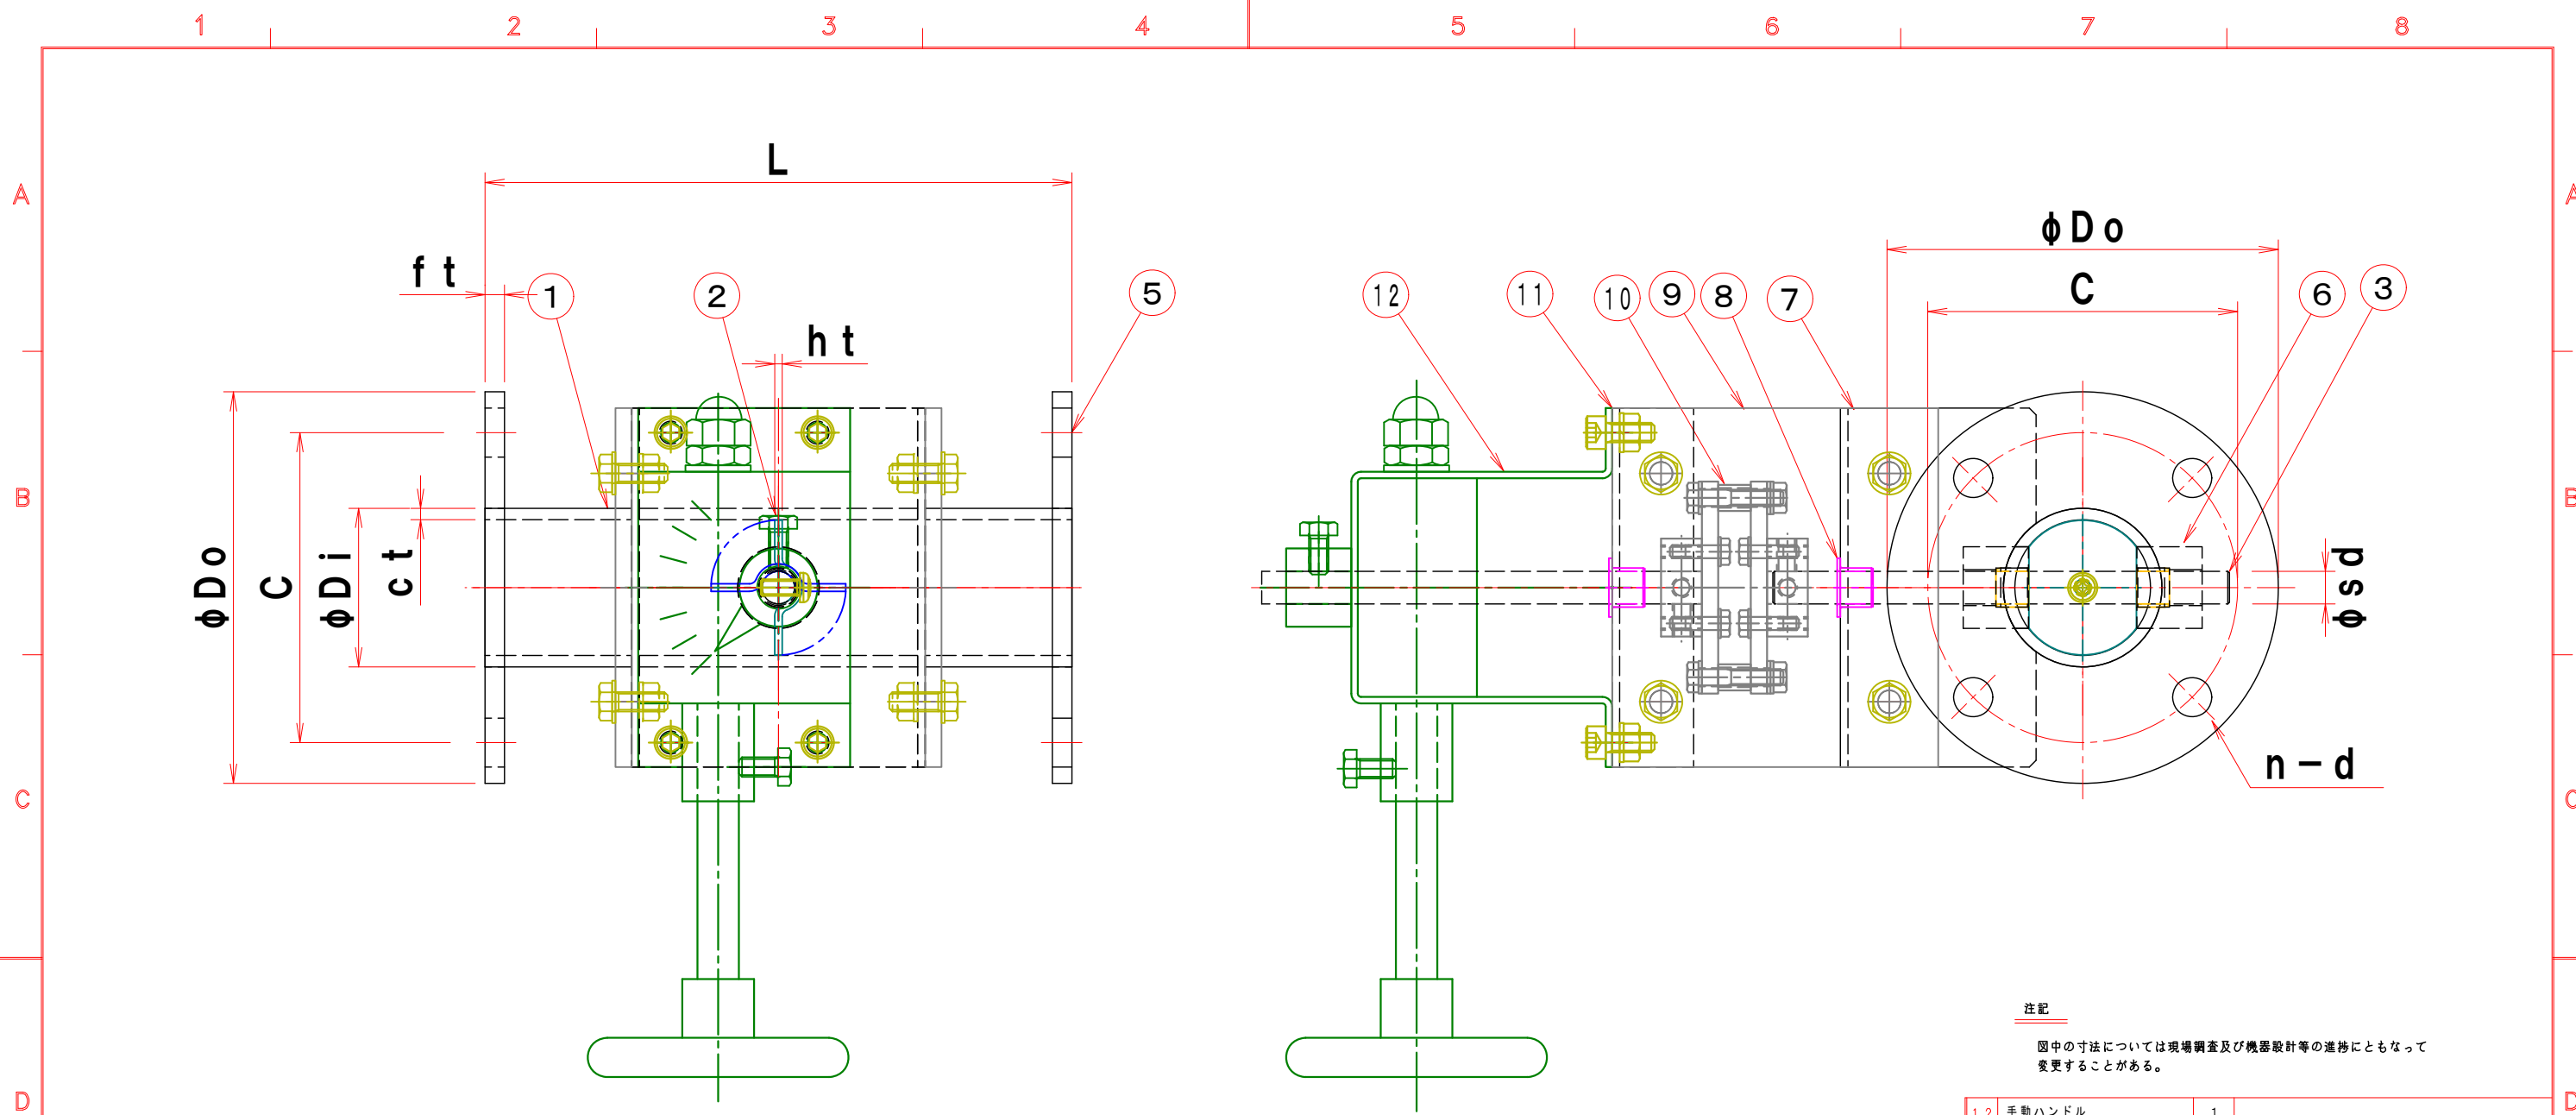 1 2 3 4 5 6 7 8
A A
L
φDo
ft 1 2 5 12 11 10 9 8 7 C 6 3
ht
B B
φDo C φDi ct φsd
n-d
C C
注記
図中の寸法については現場調査及び機器設計等の進捗にともなって
変更することがある。
D D
12 手動ハンドル 1